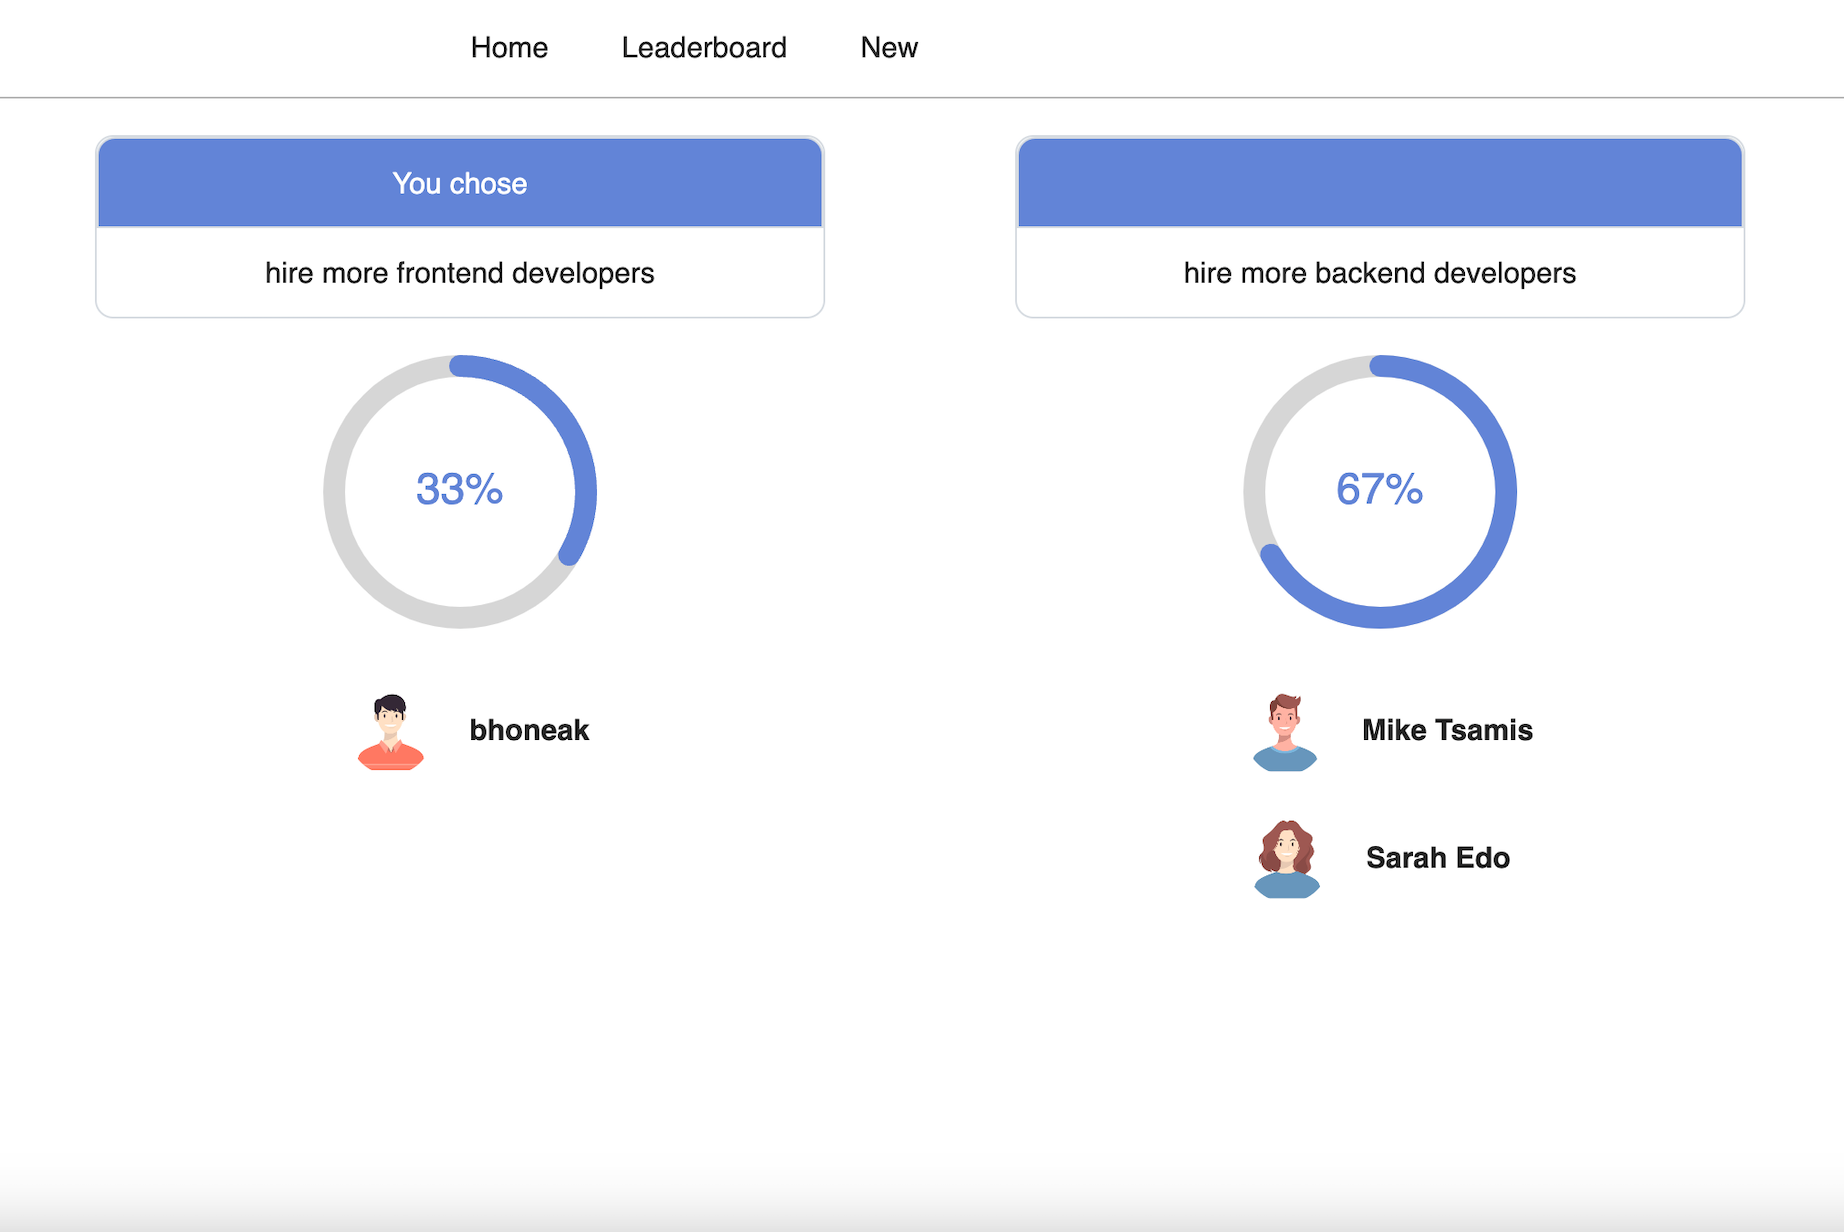 Home Leaderboard New
You chose
hire more frontend developers
33%
bhoneak
hire more backend developers
67%
Mike Tsamis
Sarah Edo